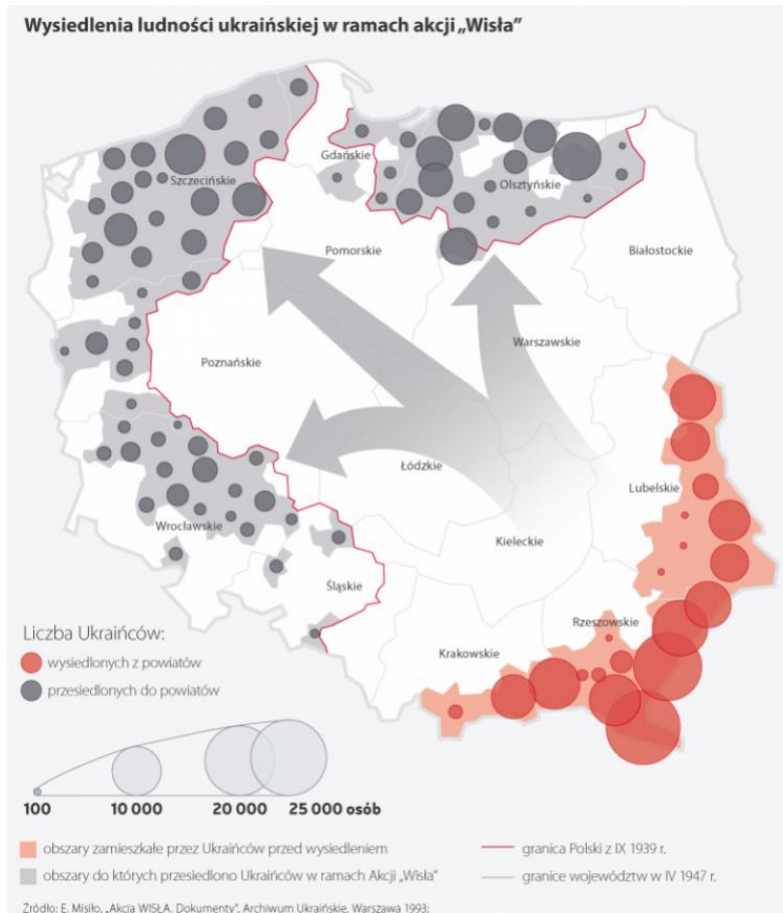 Wysiedlenia ludności ukraińskiej w ramach akcji „Wisła”
Gdańskie
Szczecińskie
Olsztyńskie
Pomorskie
Białostockie
Warszawskie
Poznańskie
Łódzkie
Lubelskie
Wrocławskie
Kieleckie
Śląskie
Rzeszowskie
Krakowskie
Liczba Ukraińców:
wysiedlonych z powiatów
przesiedlonych do powiatów
100 10 000 20 000 25 000 osób
obszary zamieszkałe przez Ukraińców przed wysiedleniem
granica Polski z IX 1939 r.
obszary do których przesiedlono Ukraińców w ramach Akcji „Wisła”
granice województw w IV 1947 r.
Źródło: E. Misiło, „Akcja WISŁA. Dokumenty”, Archiwum Ukraińskie, Warszawa 1993;